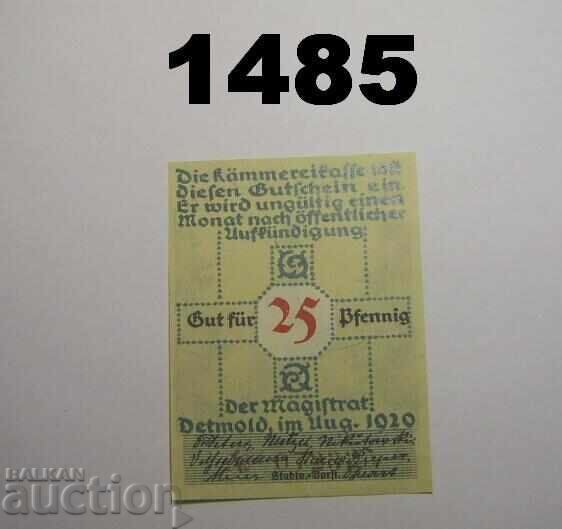 1485
Die Kämmereikasse löst
diesen Gutschein ein.
Er wird ungültig einen
Monat nach öffentlicher
Aufkündigung
Gut für 25 Pfennig
der Magistrat
Detmold, im Aug. 1920
BALKAN
auction